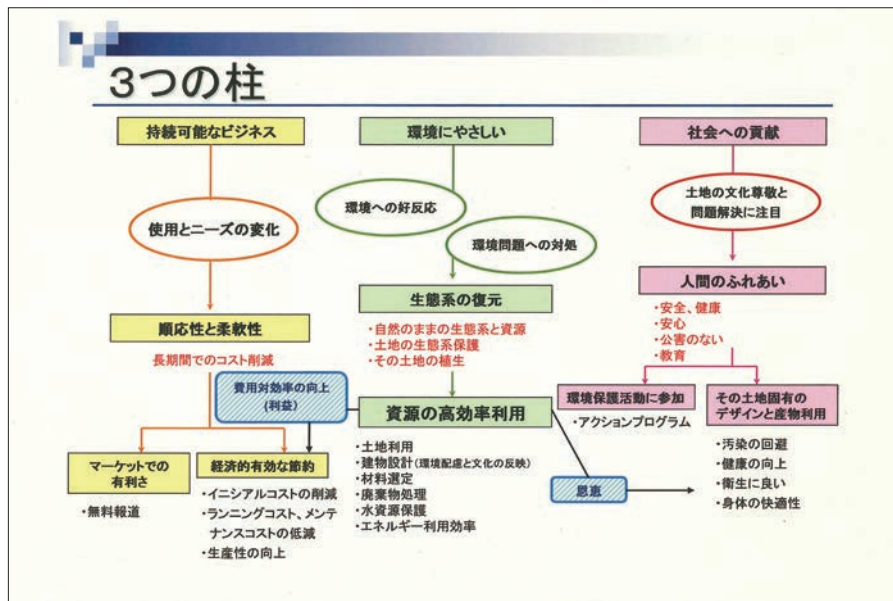 3つの柱
持続可能なビジネス
使用とニーズの変化
順応性と柔軟性
長期間でのコスト削減
費用対効率の向上
(利益)
マーケットでの
有利さ
・無料報道
経済的有効な節約
・イニシアルコストの削減
・ランニングコスト、メンテ
ナンスコストの低減
・生産性の向上
環境にやさしい
環境への好反応
環境問題への対処
生態系の復元
・自然のままの生態系と資源
・土地の生態系保護
・その土地の植生
資源の高効率利用
・土地利用
・建物設計(環境配慮と文化の反映)
・材料選定
・廃棄物処理
・水資源保護
・エネルギー利用効率
恩恵
社会への貢献
土地の文化尊敬と
問題解決に注目
人間のふれあい
・安全、健康
・安心
・公害のない
・教育
環境保護活動に参加
・アクションプログラム
その土地固有の
デザインと産物利用
・汚染の回避
・健康の向上
・衛生に良い
・身体の快適性